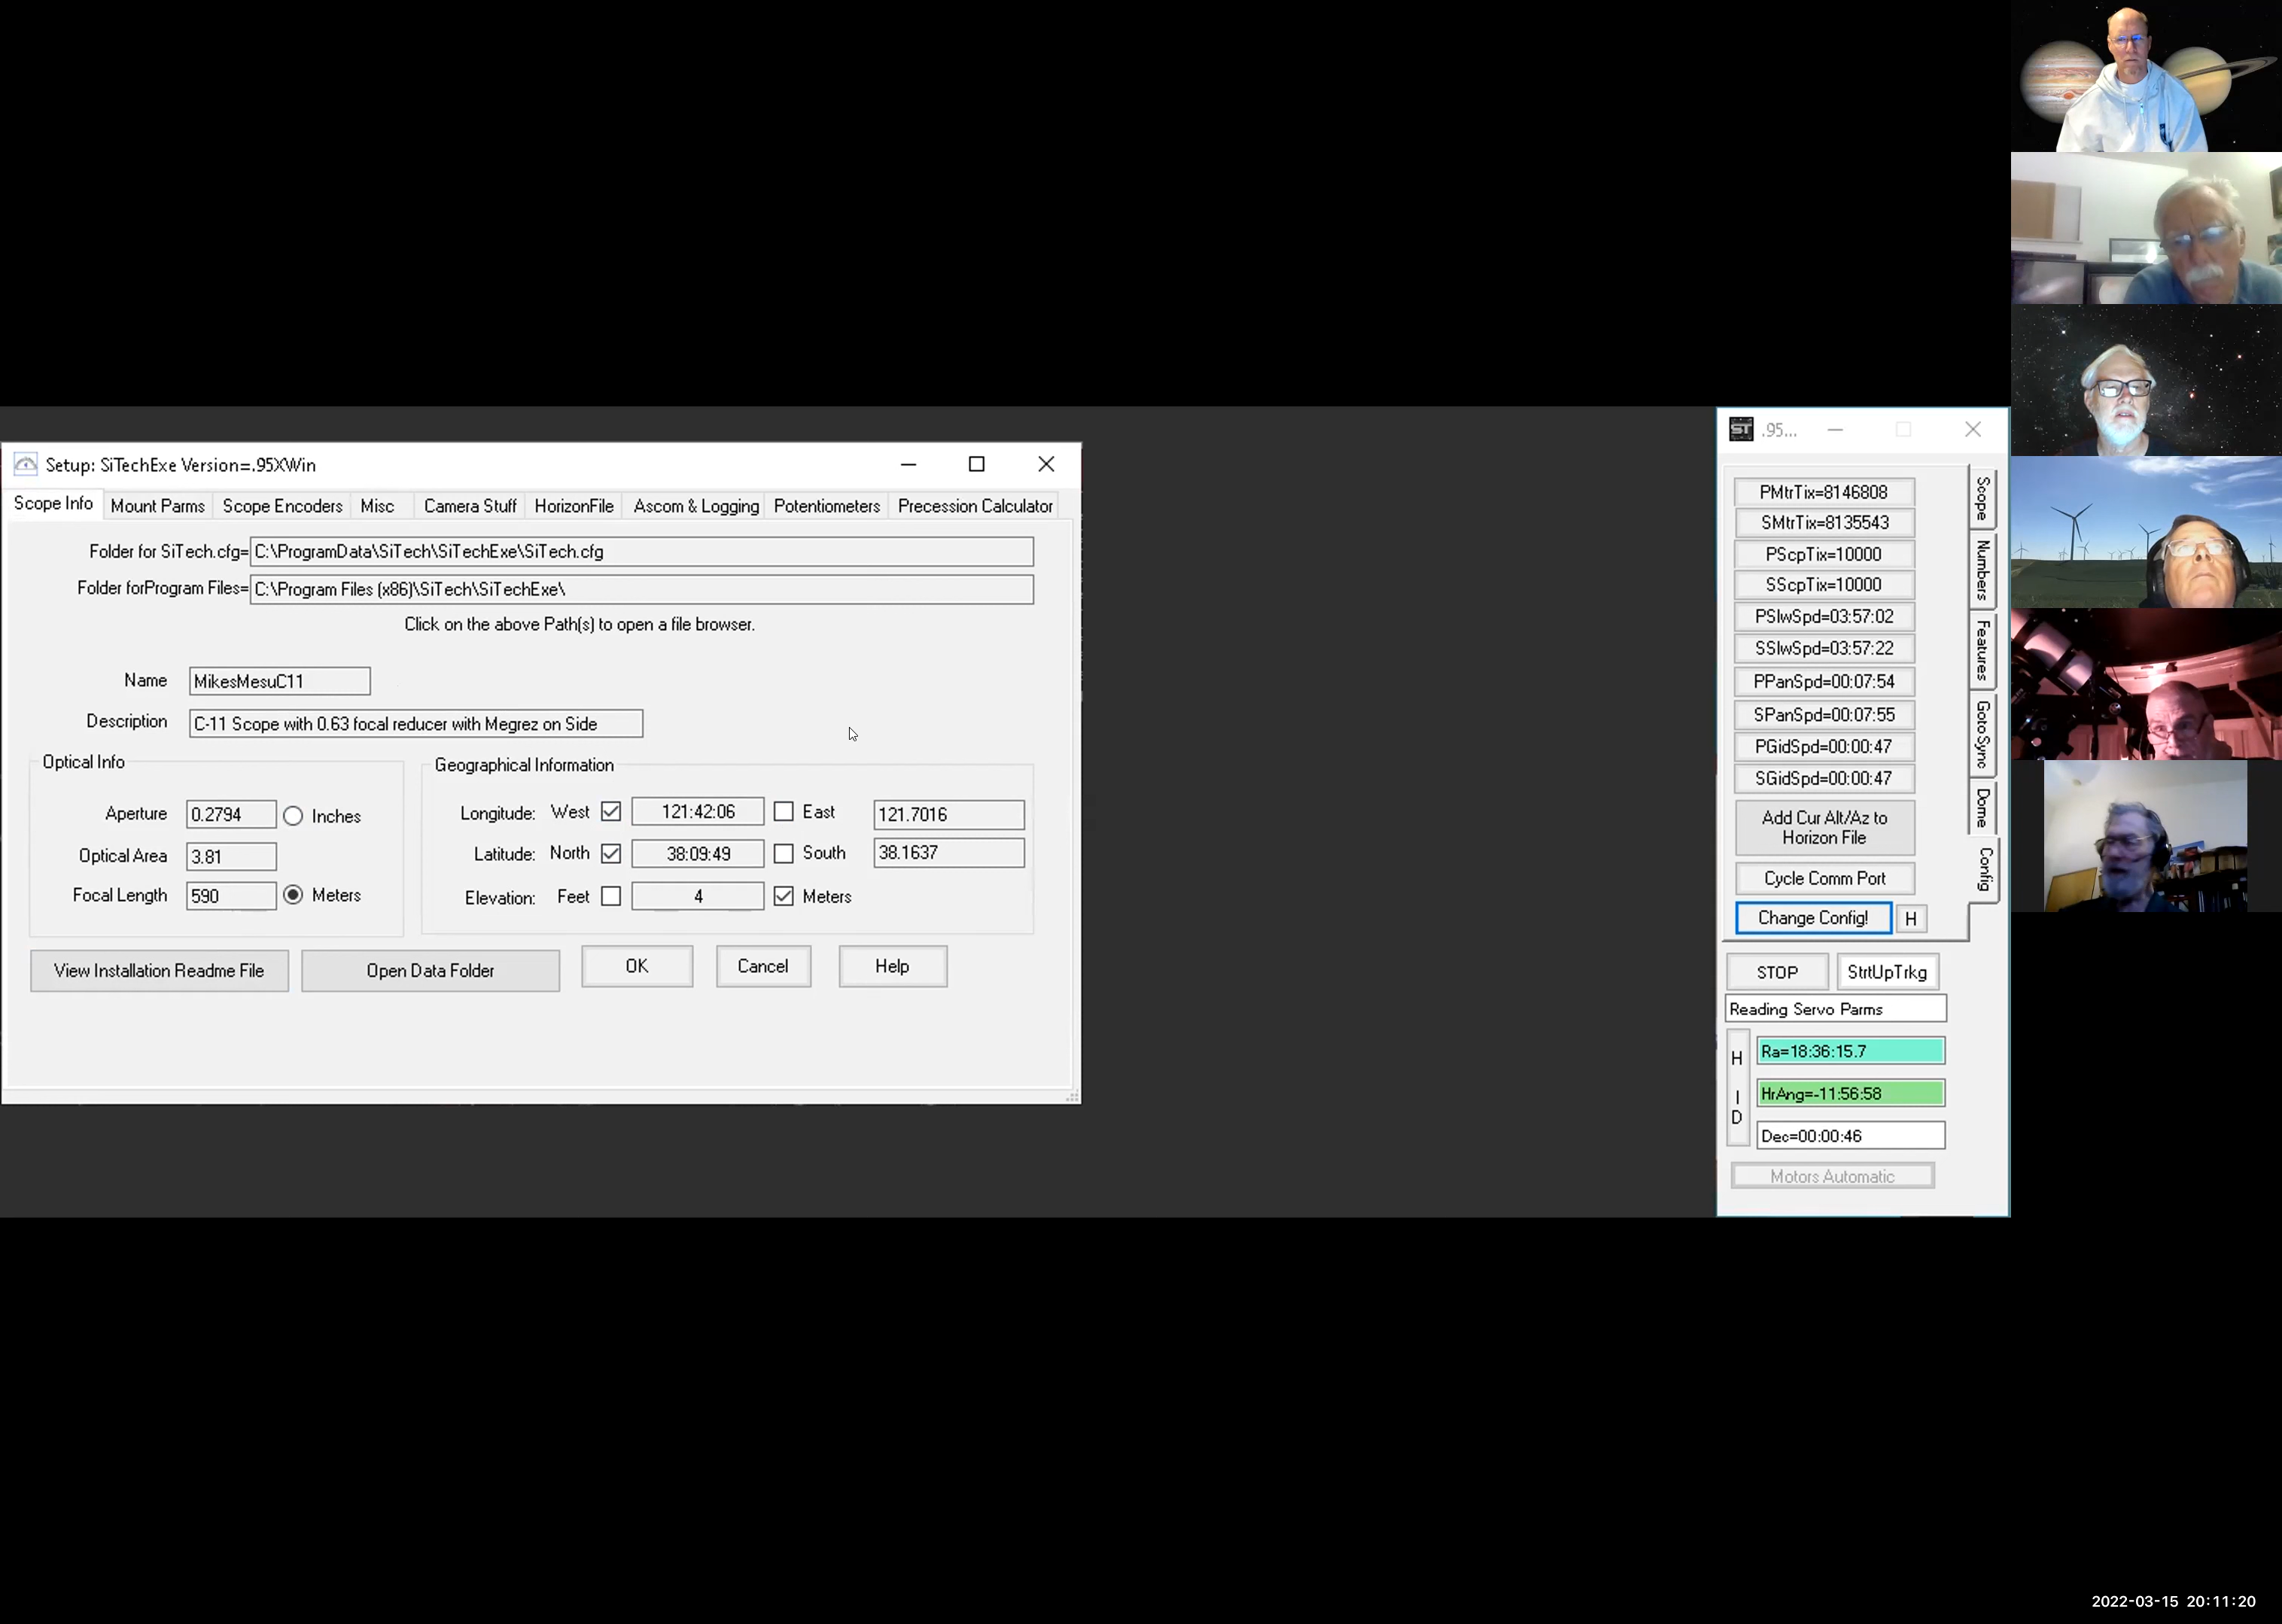 Setup: SiTechExe Version=.95XWin
Scope Info Mount Parms Scope Encoders Misc Camera Stuff HorizonFile Ascom & Logging Potentiometers Precession Calculator
Folder for SiTech.cfg= C:\ProgramData\SiTech\SiTechExe\SiTech.cfg
Folder forProgram Files= C:\Program Files (x86)\SiTech\SiTechExe\
Click on the above Path(s) to open a file browser.
Name MikesMesuC11
Description C-11 Scope with 0.63 focal reducer with Megrez on Side
Optical Info
Aperture 0.2794 Inches
Optical Area 3.81
Focal Length 590 Meters
Geographical Information
Longitude: West 121:42:06 East 121.7016
Latitude: North 38:09:49 South 38.1637
Elevation: Feet 4 Meters
View Installation Readme File Open Data Folder OK Cancel Help
ST .95...
PMtrTix=8146808
SMtrTix=8135543
PScpTix=10000
SScpTix=10000
PSlwSpd=03:57:02
SSlwSpd=03:57:22
PPanSpd=00:07:54
SPanSpd=00:07:55
PGidSpd=00:00:47
SGidSpd=00:00:47
Add Cur Alt/Az to
Horizon File
Cycle Comm Port
Change Config! H
Scope
Numbers
Features
Goto Sync
Dome
Config
STOP StrtUpTrkg
Reading Servo Parms
H
I
D
Ra=18:36:15.7
HrAng=-11:56:58
Dec=00:00:46
Motors Automatic
2022-03-15 20:11:20